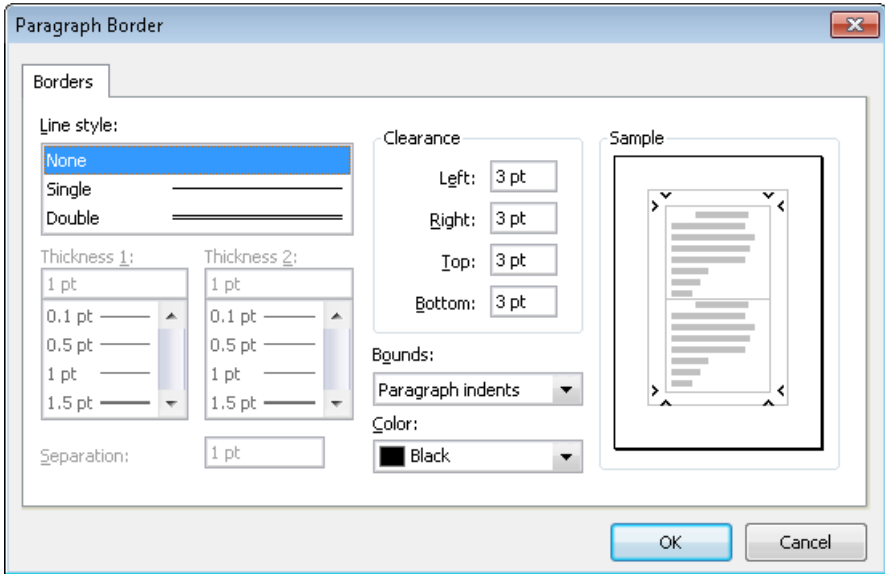 Paragraph Border
Borders
Line style:
None
Single
Double
Thickness 1:
1 pt
0.1 pt
0.5 pt
1 pt
1.5 pt
Thickness 2:
1 pt
0.1 pt
0.5 pt
1 pt
1.5 pt
Separation:
1 pt
Clearance
Left: 3 pt
Right: 3 pt
Top: 3 pt
Bottom: 3 pt
Bounds:
Paragraph indents
Color:
Black
Sample
OK
Cancel